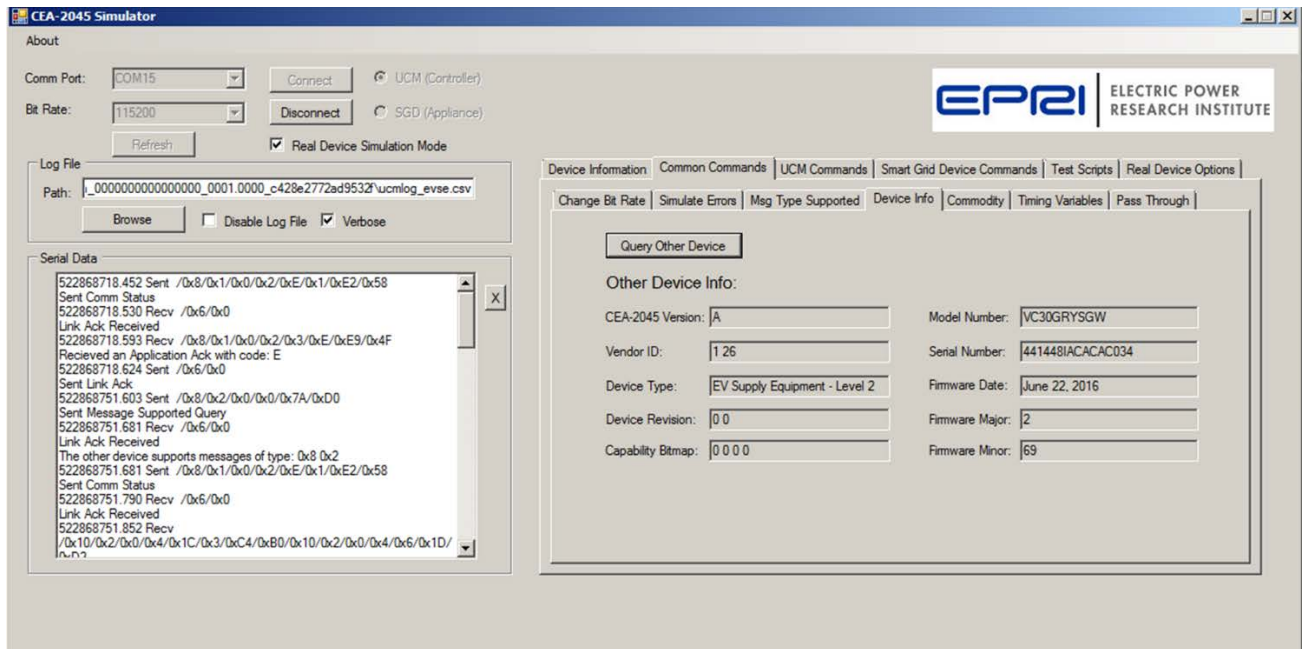 CEA-2045 Simulator
About
Comm Port: COM15 Connect UCM (Controller)
Bit Rate: 115200 Disconnect SGD (Appliance)
Refresh Real Device Simulation Mode
EPRI ELECTRIC POWER
RESEARCH INSTITUTE
Log File
Path: _0000000000000000_0001.0000_c428e2772ad9532f\ucmlog_evse.csv
Browse Disable Log File Verbose
Serial Data
522868718.452 Sent /0x8/0x1/0x0/0x2/0xE/0x1/0xE2/0x58
Sent Comm Status
522868718.530 Recv /0x6/0x0
Link Ack Received
522868718.593 Recv /0x8/0x1/0x0/0x2/0x3/0xE/0xE9/0x4F
Recieved an Application Ack with code: E
522868718.624 Sent /0x6/0x0
Sent Link Ack
522868751.603 Sent /0x8/0x2/0x0/0x0/0x7A/0xD0
Sent Message Supported Query
522868751.681 Recv /0x6/0x0
Link Ack Received
The other device supports messages of type: 0x8 0x2
522868751.681 Sent /0x8/0x1/0x0/0x2/0xE/0x1/0xE2/0x58
Sent Comm Status
522868751.790 Recv /0x6/0x0
Link Ack Received
522868751.852 Recv
/0x10/0x2/0x0/0x4/0x1C/0x3/0xC4/0xB0/0x10/0x2/0x0/0x4/0x6/0x1D/
X
Device Information Common Commands UCM Commands Smart Grid Device Commands Test Scripts Real Device Options
Change Bit Rate Simulate Errors Msg Type Supported Device Info Commodity Timing Variables Pass Through
Query Other Device
Other Device Info:
CEA-2045 Version: A Model Number: VC30GRYSGW
Vendor ID: 1 26 Serial Number: 441448IACACAC034
Device Type: EV Supply Equipment - Level 2 Firmware Date: June 22, 2016
Device Revision: 0 0 Firmware Major: 2
Capability Bitmap: 0 0 0 0 Firmware Minor: 69